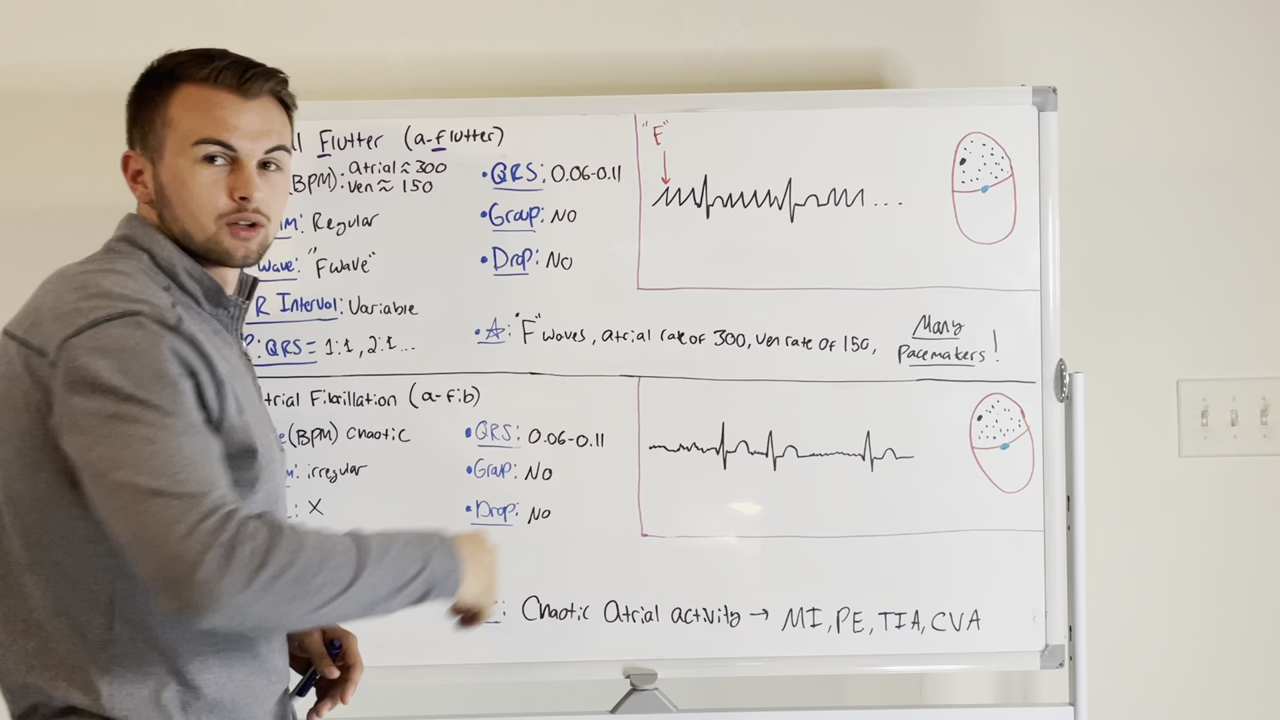 l Flutter (a-flutter)
BPM): Atrial ≈ 300
Ven ≈ 150
•QRS: 0.06-0.11
M: Regular
•Group: NO
wave: "F wave"
•Drop: NO
R Interval: Variable
P:QRS= 1:1, 2:1...
•☆: "F" waves, atrial rate of 300, ven rate of 150, Many Pacemakers!
"F"
...
trial Fibrillation (a-fib)
e(BPM) Chaotic
•QRS: 0.06-0.11
M: irregular
•Group: NO
: X
•Drop: NO
: Chaotic Atrial activity → MI, PE, TIA, CVA